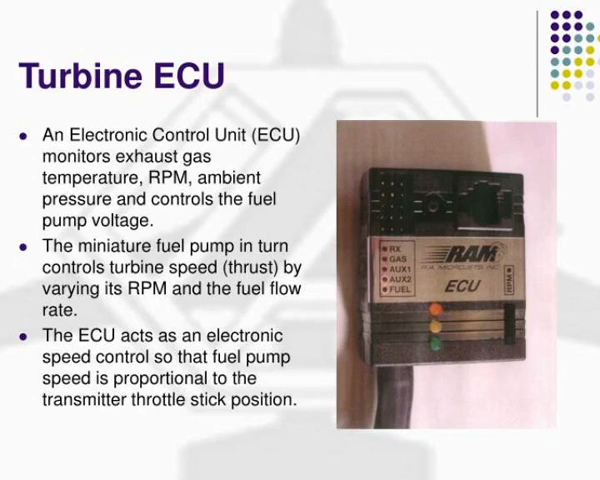 Turbine ECU
An Electronic Control Unit (ECU)
monitors exhaust gas
temperature, RPM, ambient
pressure and controls the fuel
pump voltage.
The miniature fuel pump in turn
controls turbine speed (thrust) by
varying its RPM and the fuel flow
rate.
The ECU acts as an electronic
speed control so that fuel pump
speed is proportional to the
transmitter throttle stick position.
RX
GAS
AUX1
AUX2
FUEL
RAM
R.A. MICROJETS, INC.
ECU
RPM